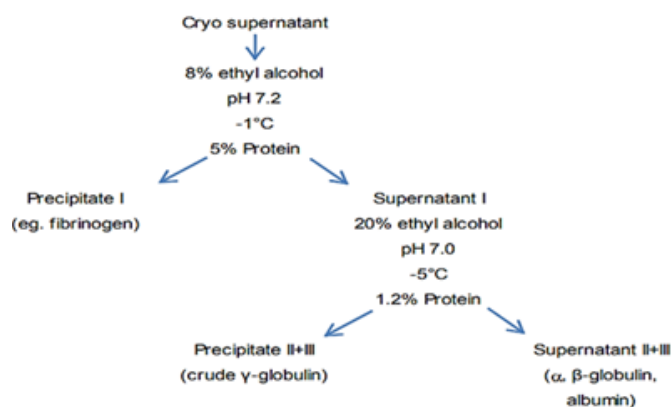 Cryo supernatant
8% ethyl alcohol
pH 7.2
-1°C
5% Protein
Precipitate I
(eg. fibrinogen)
Supernatant I
20% ethyl alcohol
pH 7.0
-5°C
1.2% Protein
Precipitate II+III
(crude γ-globulin)
Supernatant II+III
(α, β-globulin,
albumin)